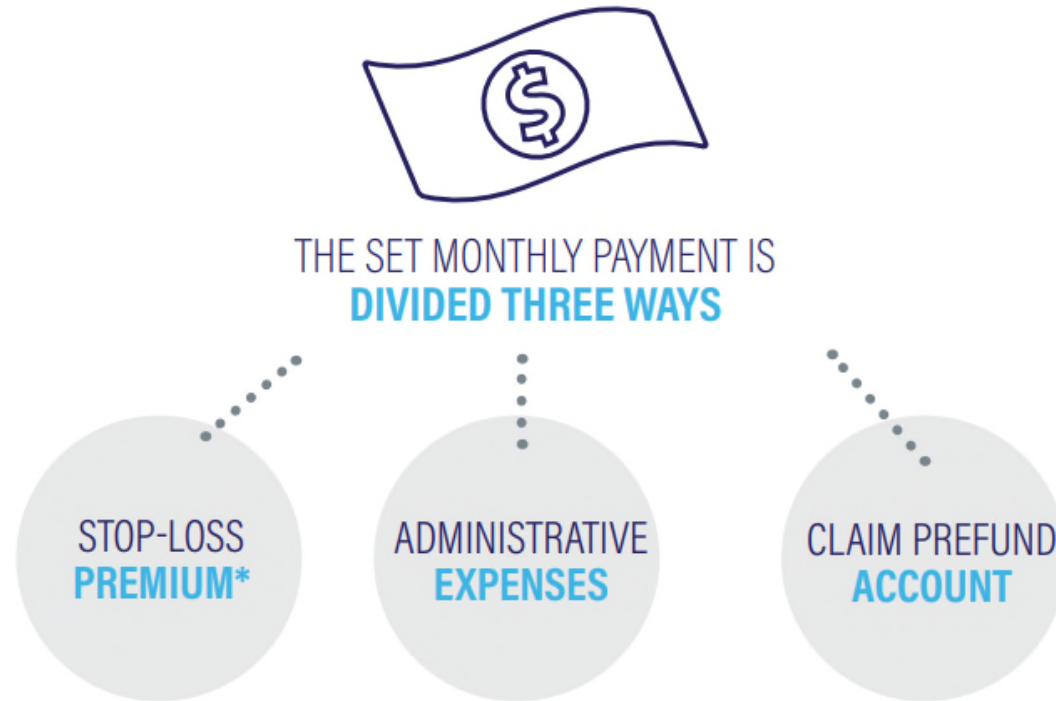 $
THE SET MONTHLY PAYMENT IS
DIVIDED THREE WAYS
STOP-LOSS
PREMIUM*
ADMINISTRATIVE
EXPENSES
CLAIM PREFUND
ACCOUNT